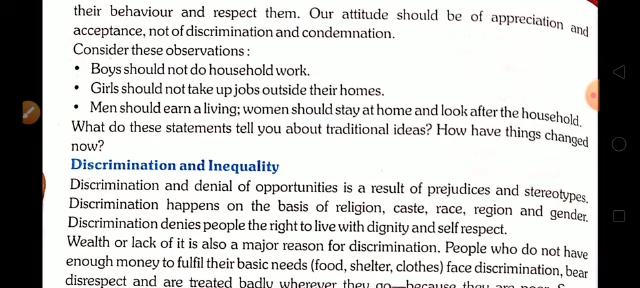 their behaviour and respect them. Our attitude should be of appreciation and
acceptance, not of discrimination and condemnation.
Consider these observations :
• Boys should not do household work.
• Girls should not take up jobs outside their homes.
• Men should earn a living; women should stay at home and look after the household.
What do these statements tell you about traditional ideas? How have things changed
now?
Discrimination and Inequality
Discrimination and denial of opportunities is a result of prejudices and stereotypes.
Discrimination happens on the basis of religion, caste, race, region and gender.
Discrimination denies people the right to live with dignity and self respect.
Wealth or lack of it is also a major reason for discrimination. People who do not have
enough money to fulfil their basic needs (food, shelter, clothes) face discrimination, bear
disrespect and are treated badly wherever they go—because they are poor.